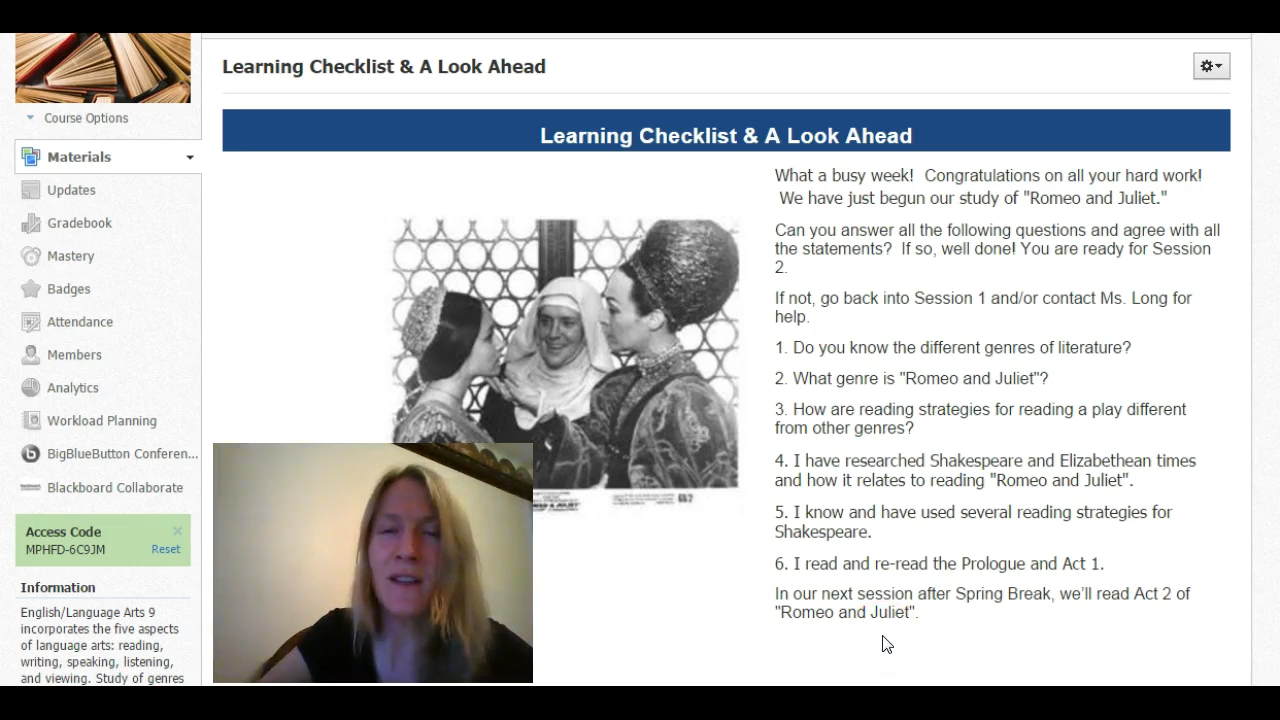 Learning Checklist & A Look Ahead
Course Options
Materials
Updates
Gradebook
Mastery
Badges
Attendance
Members
Analytics
Workload Planning
BigBlueButton Conferen...
Blackboard Collaborate
Access Code
MPHFD-6C9JM Reset
Information
English/Language Arts 9
incorporates the five aspects
of language arts: reading,
writing, speaking, listening,
and viewing. Study of genres
Learning Checklist & A Look Ahead
What a busy week! Congratulations on all your hard work!
We have just begun our study of "Romeo and Juliet."
Can you answer all the following questions and agree with all
the statements? If so, well done! You are ready for Session
2.
If not, go back into Session 1 and/or contact Ms. Long for
help.
1. Do you know the different genres of literature?
2. What genre is "Romeo and Juliet"?
3. How are reading strategies for reading a play different
from other genres?
4. I have researched Shakespeare and Elizabethean times
and how it relates to reading "Romeo and Juliet".
5. I know and have used several reading strategies for
Shakespeare.
6. I read and re-read the Prologue and Act 1.
In our next session after Spring Break, we'll read Act 2 of
"Romeo and Juliet".